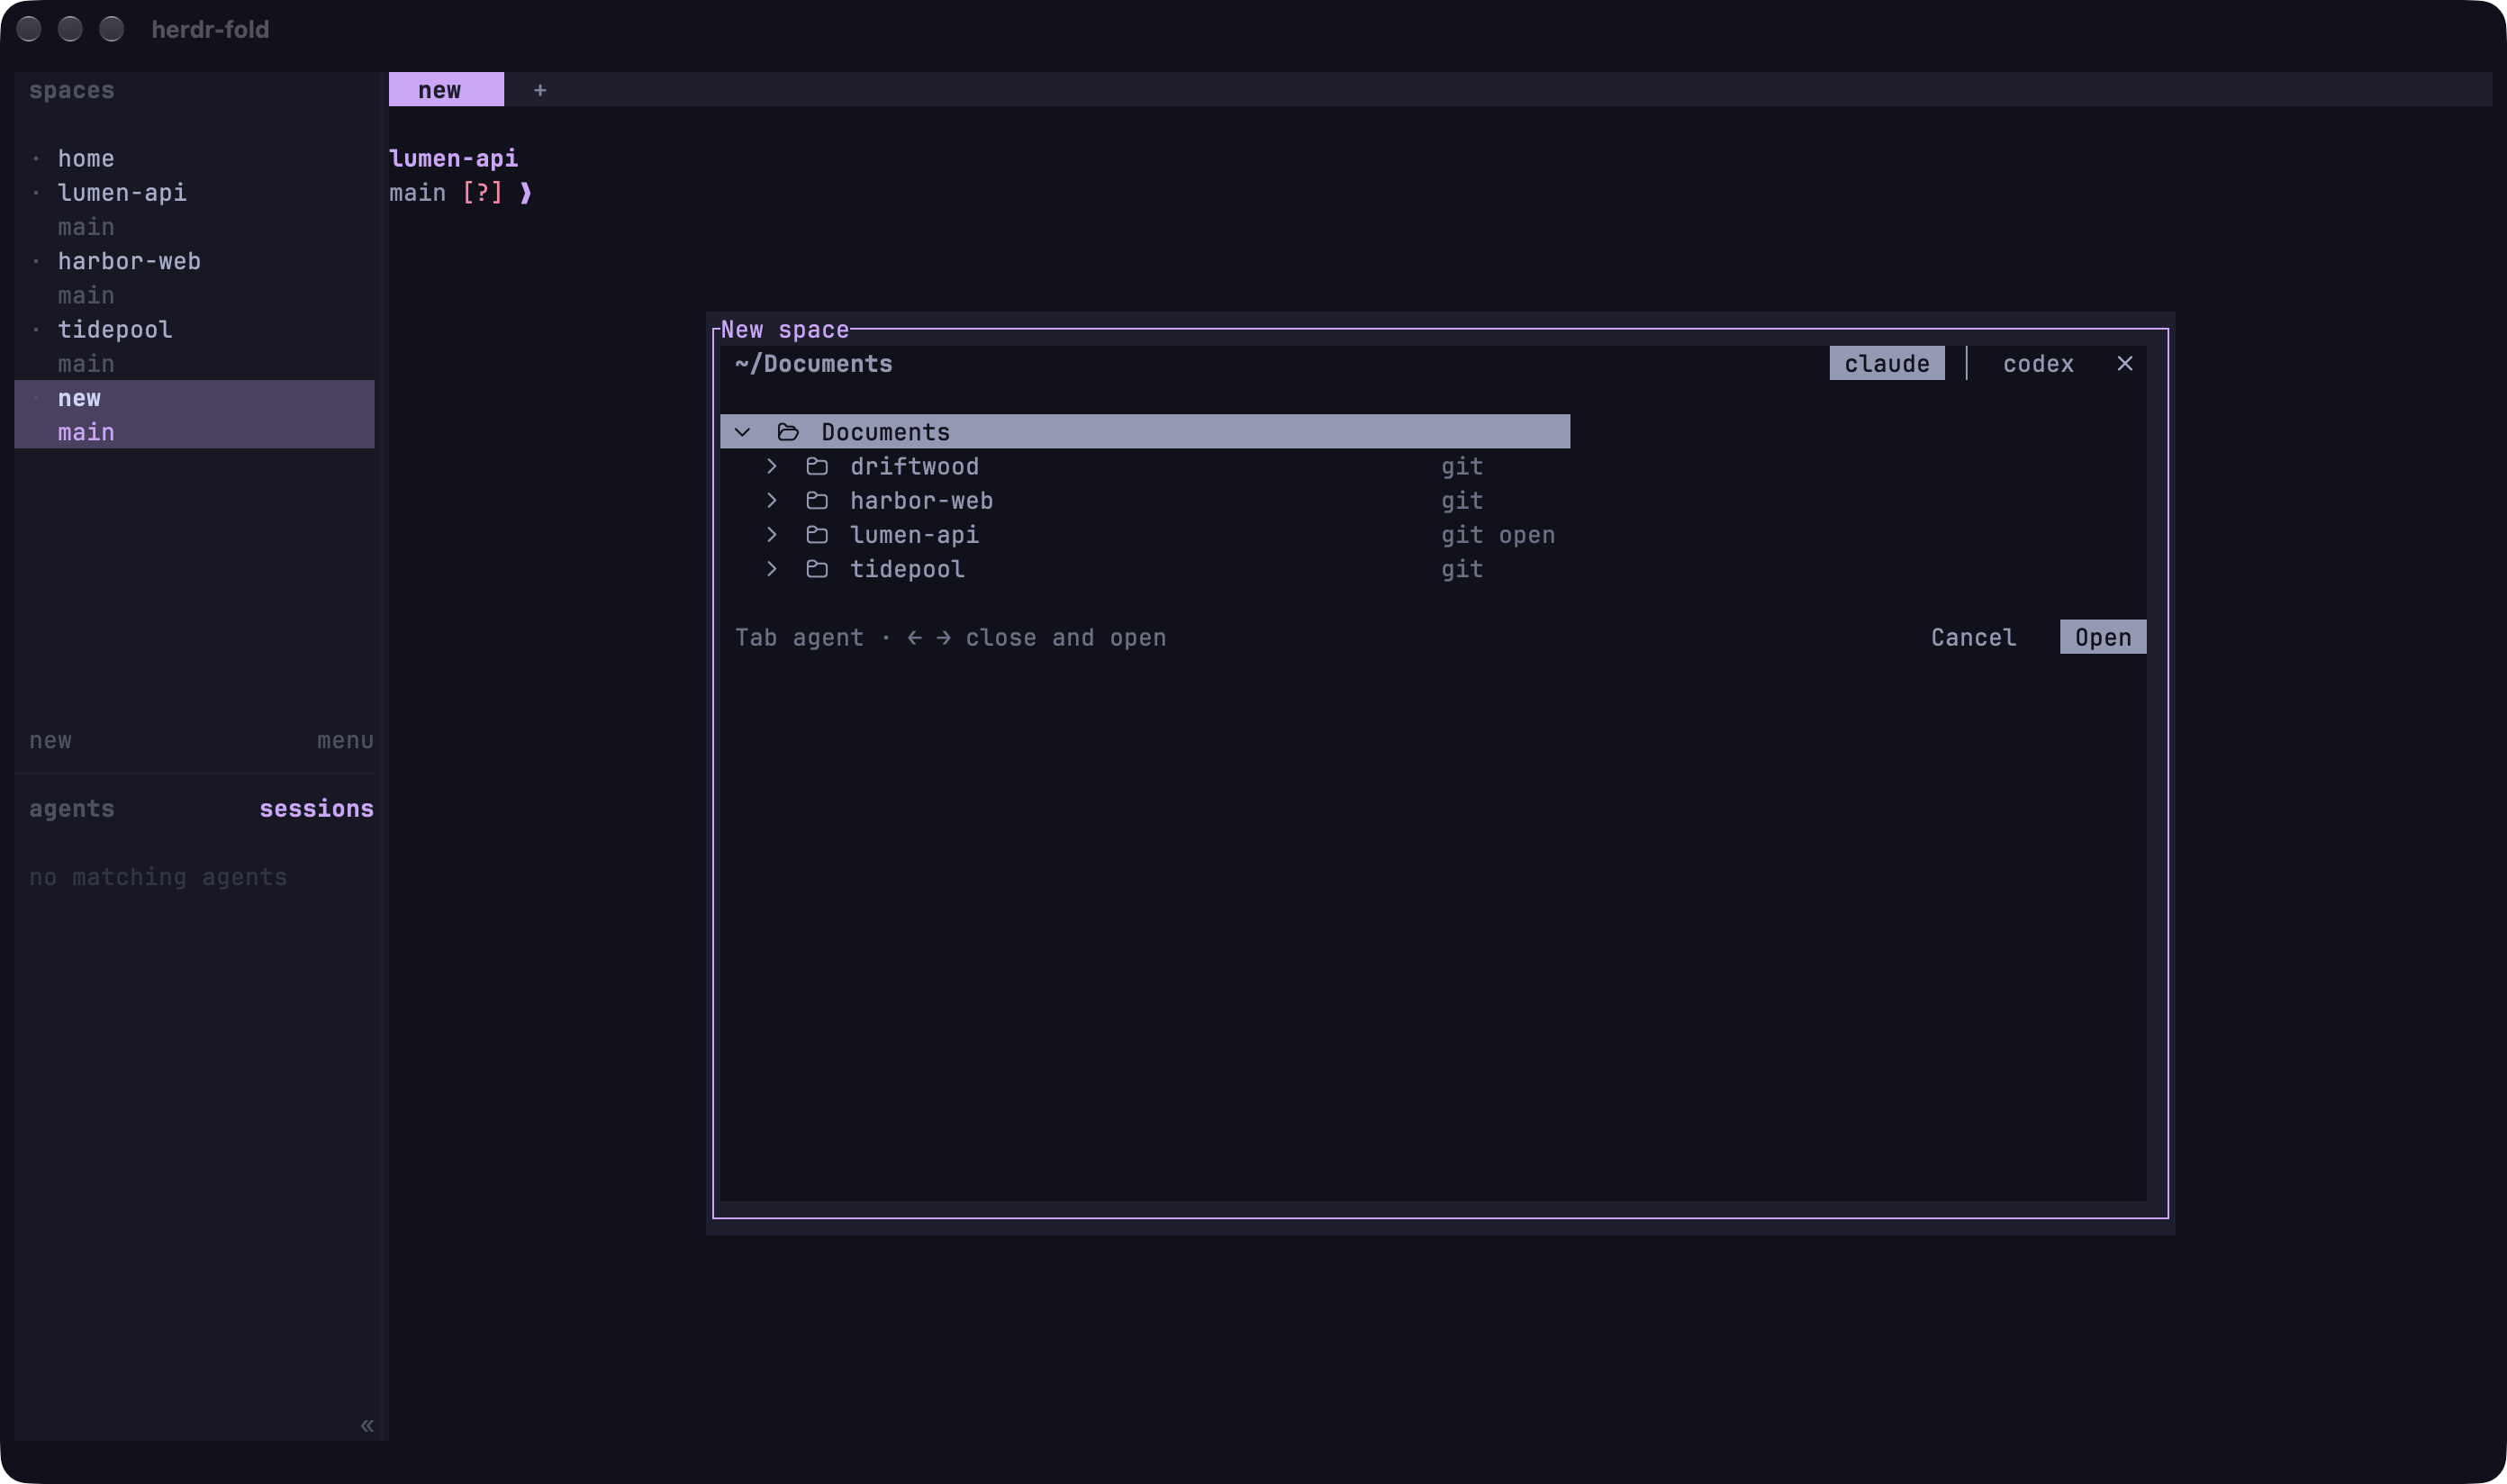 herdr-fold
spaces
new +
· home
· lumen-api
main
· harbor-web
main
· tidepool
main
· new
main
new menu
agents sessions
no matching agents
«
lumen-api
main [?] ❱
New space
~/Documents claude │ codex ×
Documents
driftwood git
harbor-web git
lumen-api git open
tidepool git
Tab agent · ← → close and open Cancel Open